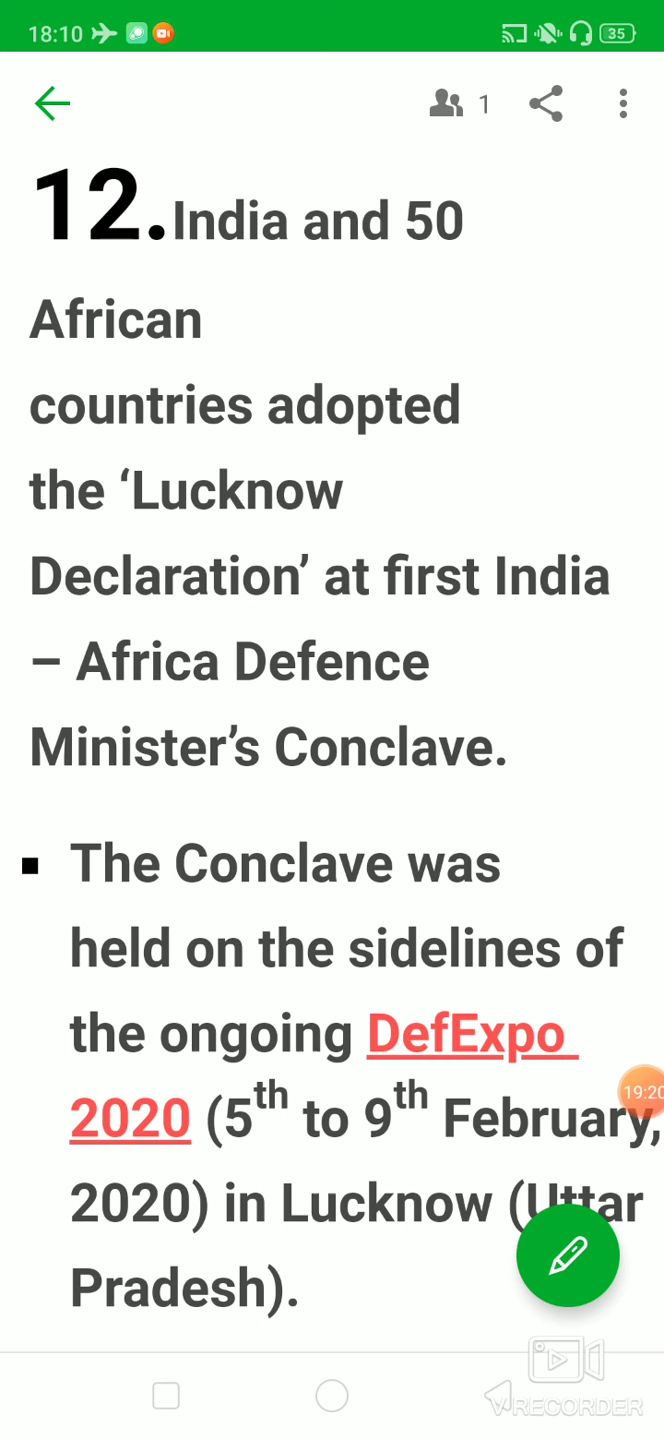 18:10
35
1
12.India and 50
African
countries adopted
the ‘Lucknow
Declaration’ at first India
– Africa Defence
Minister’s Conclave.
▪ The Conclave was
held on the sidelines of
the ongoing DefExpo
19:20
2020 (5th to 9th February,
2020) in Lucknow (Uttar
Pradesh).
VRECORDER